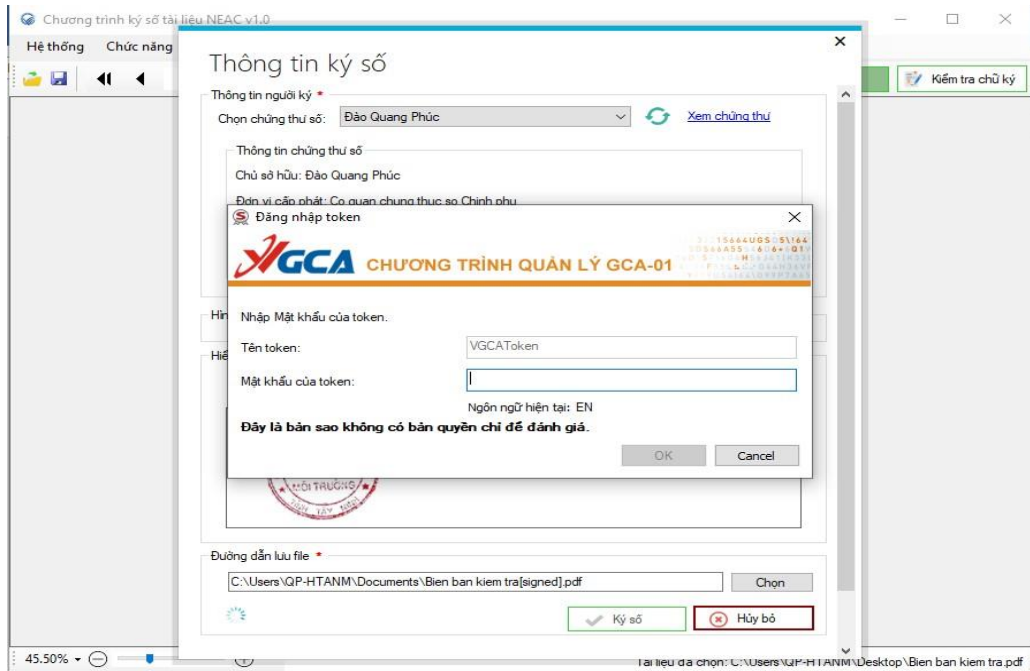 Chương trình ký số tài liệu NEAC v1.0
Hệ thống Chức năng
Kiểm tra chữ ký
Thông tin ký số
Thông tin người ký *
Chọn chứng thư số: Đào Quang Phúc Xem chứng thư
Thông tin chứng thư số
Chủ sở hữu: Đào Quang Phúc
Đơn vị cấp phát: Co quan chung thuc so Chinh phu
Đăng nhập token
VGCA CHƯƠNG TRÌNH QUẢN LÝ GCA-01
Nhập Mật khẩu của token.
Tên token: VGCAToken
Mật khẩu của token:
Ngôn ngữ hiện tại: EN
Đây là bản sao không có bản quyền chỉ để đánh giá.
OK Cancel
MÔI TRƯỜNG
TỈNH TÂY NINH
Đường dẫn lưu file *
C:\Users\QP-HTANM\Documents\Bien ban kiem tra[signed].pdf Chọn
Ký số Hủy bỏ
45.50% Tài liệu đã chọn: C:\Users\QP-HTANM\Desktop\Bien ban kiem tra.pdf